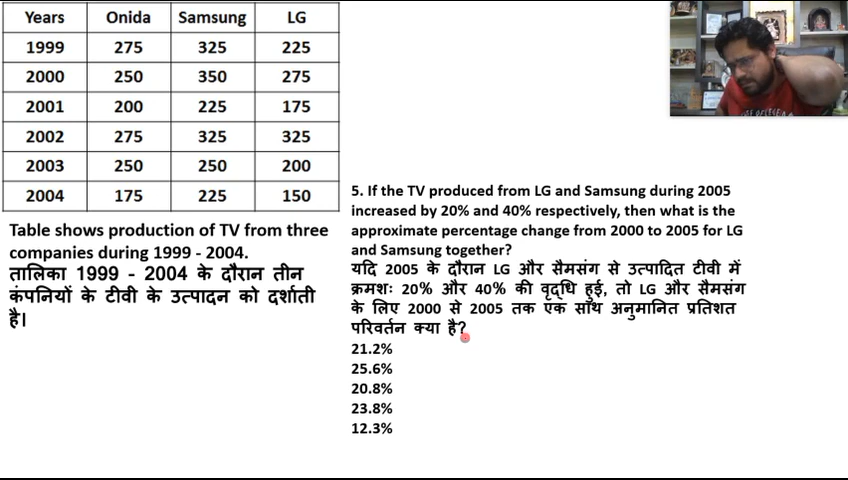 Years Onida Samsung LG
1999 275 325 225
2000 250 350 275
2001 200 225 175
2002 275 325 325
2003 250 250 200
2004 175 225 150
Table shows production of TV from three
companies during 1999 - 2004.
तालिका 1999 - 2004 के दौरान तीन
कंपनियों के टीवी के उत्पादन को दर्शाती
है।
5. If the TV produced from LG and Samsung during 2005
increased by 20% and 40% respectively, then what is the
approximate percentage change from 2000 to 2005 for LG
and Samsung together?
यदि 2005 के दौरान LG और सैमसंग से उत्पादित टीवी में
क्रमशः 20% और 40% की वृद्धि हुई, तो LG और सैमसंग
के लिए 2000 से 2005 तक एक साथ अनुमानित प्रतिशत
परिवर्तन क्या है?
21.2%
25.6%
20.8%
23.8%
12.3%